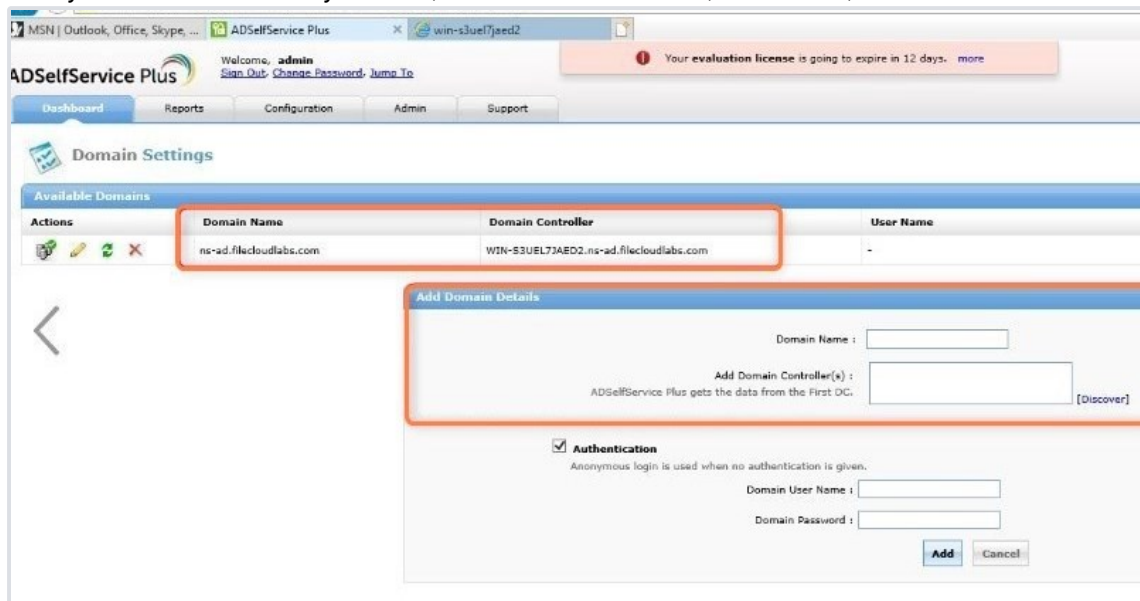 MSN | Outlook, Office, Skype, ... ADSelfService Plus × win-s3uel7jaed2
ADSelfService Plus
Welcome, admin
Sign Out, Change Password, Jump To
Your evaluation license is going to expire in 12 days. more
Dashboard Reports Configuration Admin Support
Domain Settings
Available Domains
Actions Domain Name Domain Controller User Name
ns-ad.filecloudlabs.com WIN-S3UEL7JAED2.ns-ad.filecloudlabs.com -
Add Domain Details
Domain Name :
Add Domain Controller(s) :
ADSelfService Plus gets the data from the First DC.
[Discover]
Authentication
Anonymous login is used when no authentication is given.
Domain User Name :
Domain Password :
Add Cancel